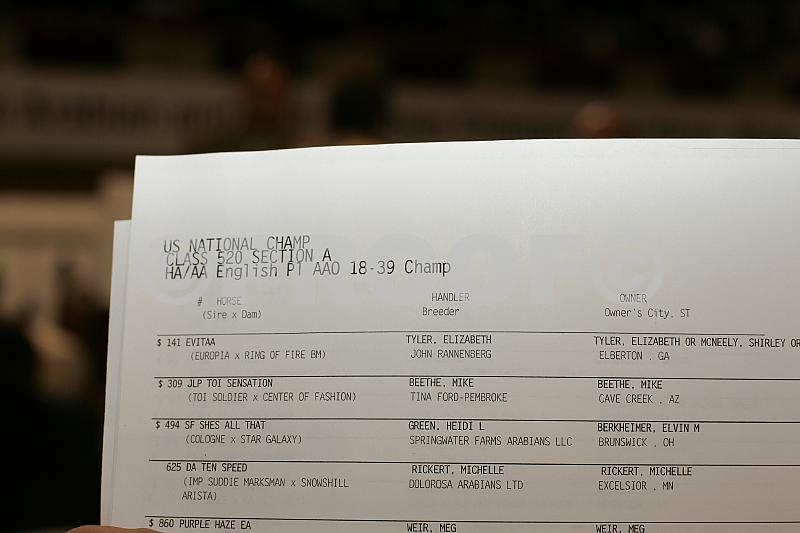 US NATIONAL CHAMP
CLASS 520 SECTION A
HA/AA English Pl AAO 18-39 Champ
# HORSE HANDLER OWNER
(Sire x Dam) Breeder Owner's City, ST
$ 141 EVITAA TYLER, ELIZABETH TYLER, ELIZABETH OR MCNEELY, SHIRLEY OR
(EUROPIA x RING OF FIRE BM) JOHN RANNENBERG ELBERTON , GA
$ 309 JLP TOI SENSATION BEETHE, MIKE BEETHE, MIKE
(TOI SOLDIER x CENTER OF FASHION) TINA FORD-PEMBROKE CAVE CREEK , AZ
$ 494 SF SHES ALL THAT GREEN, HEIDI L BERKHEIMER, ELVIN M
(COLOGNE x STAR GALAXY) SPRINGWATER FARMS ARABIANS LLC BRUNSWICK , OH
625 DA TEN SPEED RICKERT, MICHELLE RICKERT, MICHELLE
(IMP SUDDIE MARKSMAN x SNOWSHILL DOLOROSA ARABIANS LTD EXCELSIOR , MN
ARISTA)
$ 860 PURPLE HAZE EA WEIR, MEG WEIR, MEG